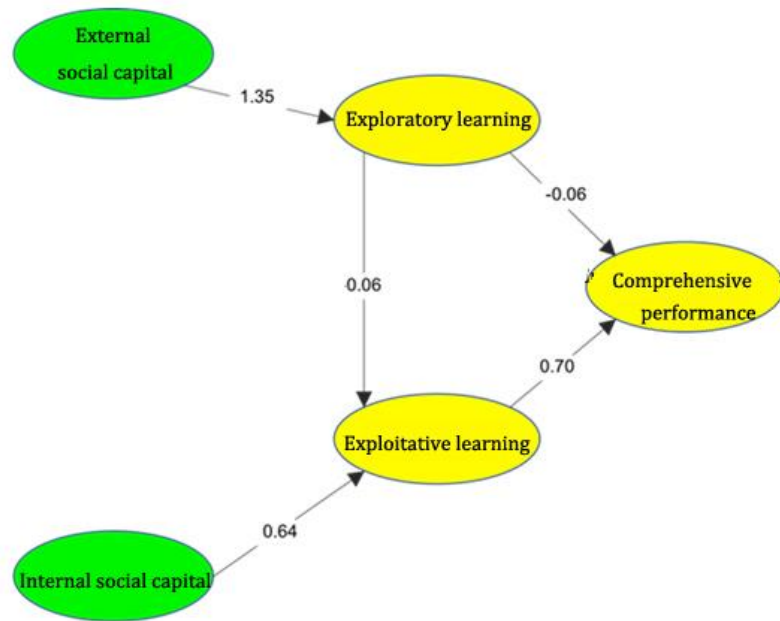 External
social capital
1.35
Exploratory learning
-0.06
0.06
Comprehensive
performance
0.70
Exploitative learning
0.64
Internal social capital